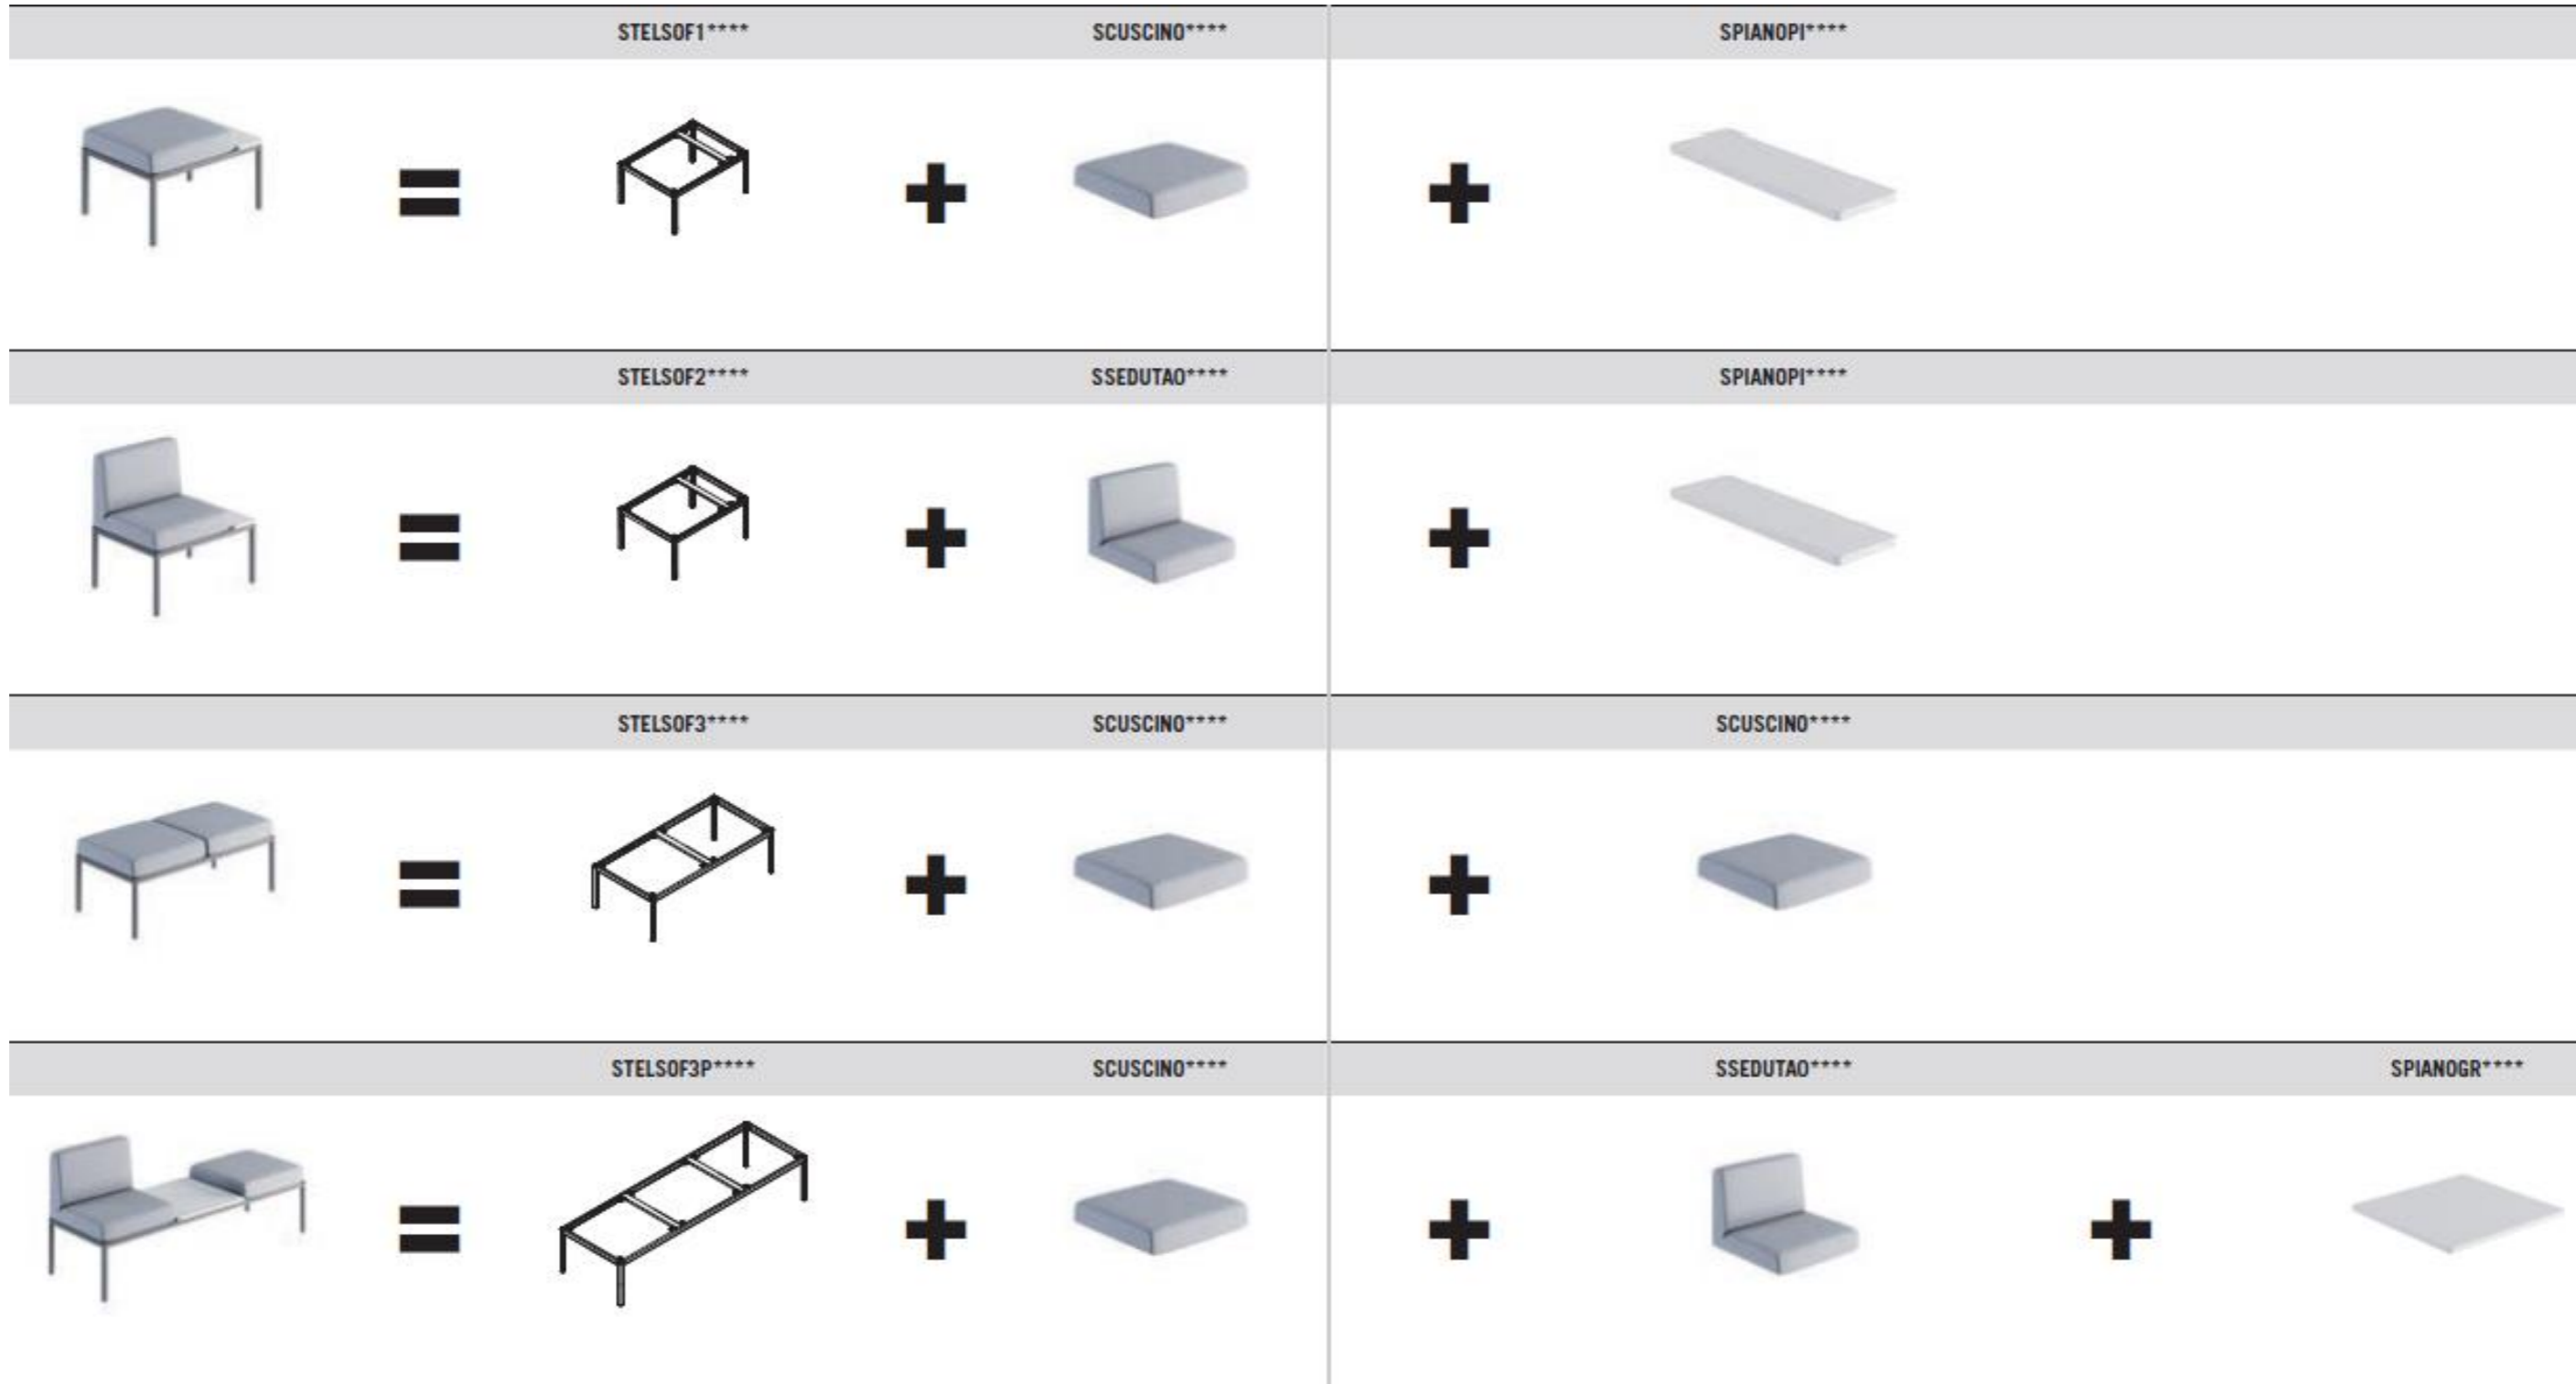 STELSOF1**** SCUSCINO**** SPIANOPI****
STELSOF2**** SSEDUTAO**** SPIANOPI****
STELSOF3**** SCUSCINO**** SCUSCINO****
STELSOF3P**** SCUSCINO**** SSEDUTAO**** SPIANOGR****